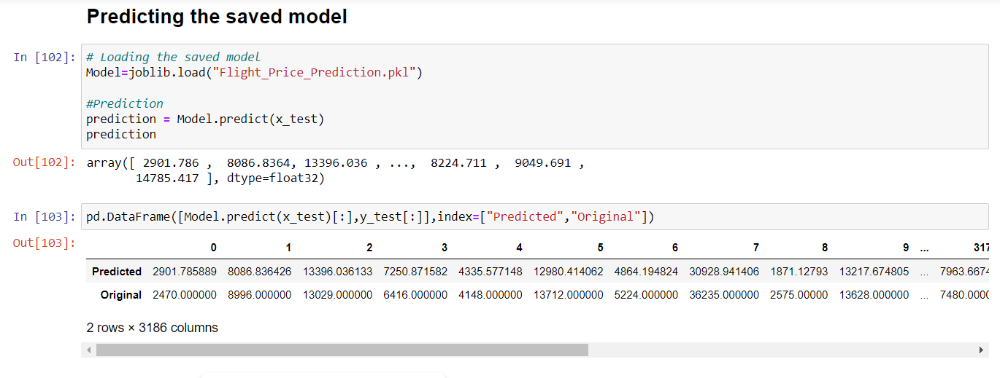 Predicting the saved model
In [102]: # Loading the saved model
Model=joblib.load("Flight_Price_Prediction.pkl")
#Prediction
prediction = Model.predict(x_test)
prediction
Out[102]: array([ 2901.786 ,  8086.8364, 13396.036 , ...,  8224.711 ,  9049.691 ,
14785.417 ], dtype=float32)
In [103]: pd.DataFrame([Model.predict(x_test)[:],y_test[:]],index=["Predicted","Original"])
Out[103]:
0 1 2 3 4 5 6 7 8 9 ... 317
Predicted 2901.785889 8086.836426 13396.036133 7250.871582 4335.577148 12980.414062 4864.194824 30928.941406 1871.12793 13217.674805 ... 7963.6674
Original 2470.000000 8996.000000 13029.000000 6416.000000 4148.000000 13712.000000 5224.000000 36235.000000 2575.00000 13628.000000 ... 7480.0000
2 rows × 3186 columns